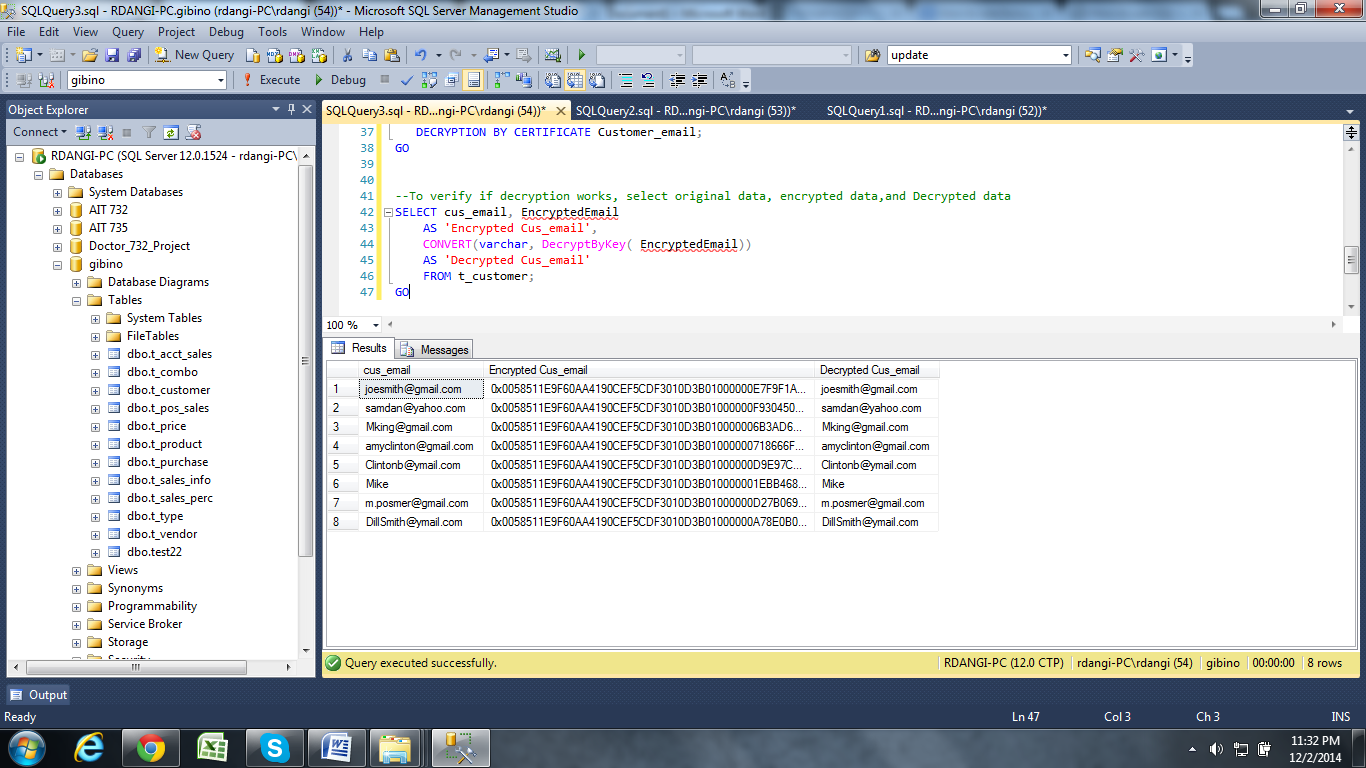 SQLQuery3.sql - RDANGI-PC.gibino (rdangi-PC\rdangi (54))* - Microsoft SQL Server Management Studio
File Edit View Query Project Debug Tools Window Help
New Query update
gibino Execute Debug
Object Explorer
Connect
RDANGI-PC (SQL Server 12.0.1524 - rdangi-PC\
Databases
System Databases
AIT 732
AIT 735
Doctor_732_Project
gibino
Database Diagrams
Tables
System Tables
FileTables
dbo.t_acct_sales
dbo.t_combo
dbo.t_customer
dbo.t_pos_sales
dbo.t_price
dbo.t_product
dbo.t_purchase
dbo.t_sales_info
dbo.t_sales_perc
dbo.t_type
dbo.t_vendor
dbo.test22
Views
Synonyms
Programmability
Service Broker
Storage
SQLQuery3.sql - RD...ngi-PC\rdangi (54))* SQLQuery2.sql - RD...ngi-PC\rdangi (53))* SQLQuery1.sql - RD...ngi-PC\rdangi (52))*
37 DECRYPTION BY CERTIFICATE Customer_email;
38 GO
39
40
41 --To verify if decryption works, select original data, encrypted data,and Decrypted data
42 SELECT cus_email, EncryptedEmail
43 AS 'Encrypted Cus_email',
44 CONVERT(varchar, DecryptByKey( EncryptedEmail))
45 AS 'Decrypted Cus_email'
46 FROM t_customer;
47 GO
100 %
Results Messages
cus_email Encrypted Cus_email Decrypted Cus_email
1 joesmith@gmail.com 0x0058511E9F60AA4190CEF5CDF3010D3B01000000E7F9F1A... joesmith@gmail.com
2 samdan@yahoo.com 0x0058511E9F60AA4190CEF5CDF3010D3B01000000F930450... samdan@yahoo.com
3 Mking@gmail.com 0x0058511E9F60AA4190CEF5CDF3010D3B010000006B3AD6... Mking@gmail.com
4 amyclinton@gmail.com 0x0058511E9F60AA4190CEF5CDF3010D3B01000000718666F... amyclinton@gmail.com
5 Clintonb@ymail.com 0x0058511E9F60AA4190CEF5CDF3010D3B01000000D9E97C... Clintonb@ymail.com
6 Mike 0x0058511E9F60AA4190CEF5CDF3010D3B010000001EBB468... Mike
7 m.posmer@gmail.com 0x0058511E9F60AA4190CEF5CDF3010D3B01000000D27B069... m.posmer@gmail.com
8 DillSmith@ymail.com 0x0058511E9F60AA4190CEF5CDF3010D3B01000000A78E0B0... DillSmith@ymail.com
Query executed successfully. RDANGI-PC (12.0 CTP) rdangi-PC\rdangi (54) gibino 00:00:00 8 rows
Output
Ready Ln 47 Col 3 Ch 3 INS
11:32 PM
12/2/2014